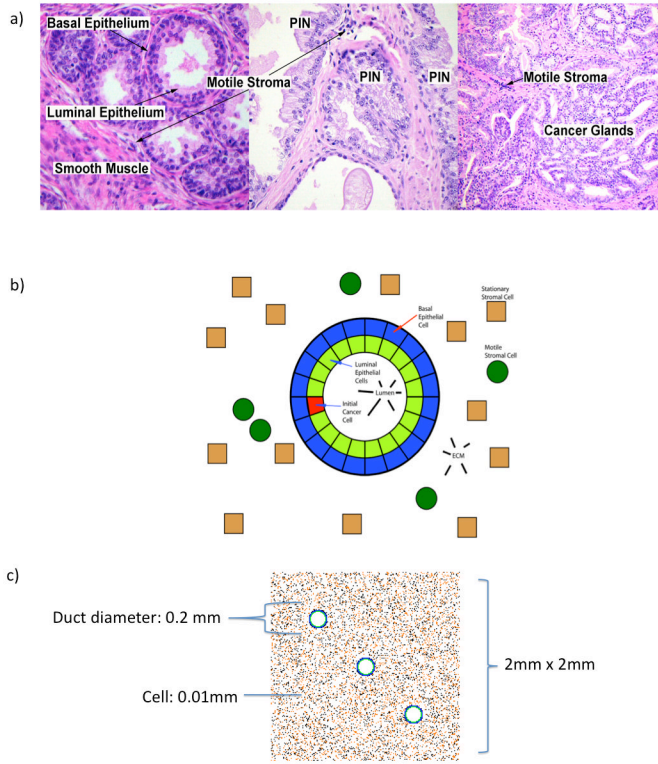 a)
Basal Epithelium
Luminal Epithelium
Smooth Muscle
Motile Stroma
PIN
PIN
PIN
Motile Stroma
Cancer Glands
b)
Stationary
Stromal Cell
Basal
Epithelial
Cell
Motile
Stromal Cell
Luminal
Epithelial
Cells
Lumen
Initial
Cancer
Cell
ECM
c)
Duct diameter: 0.2 mm
Cell: 0.01mm
2mm x 2mm